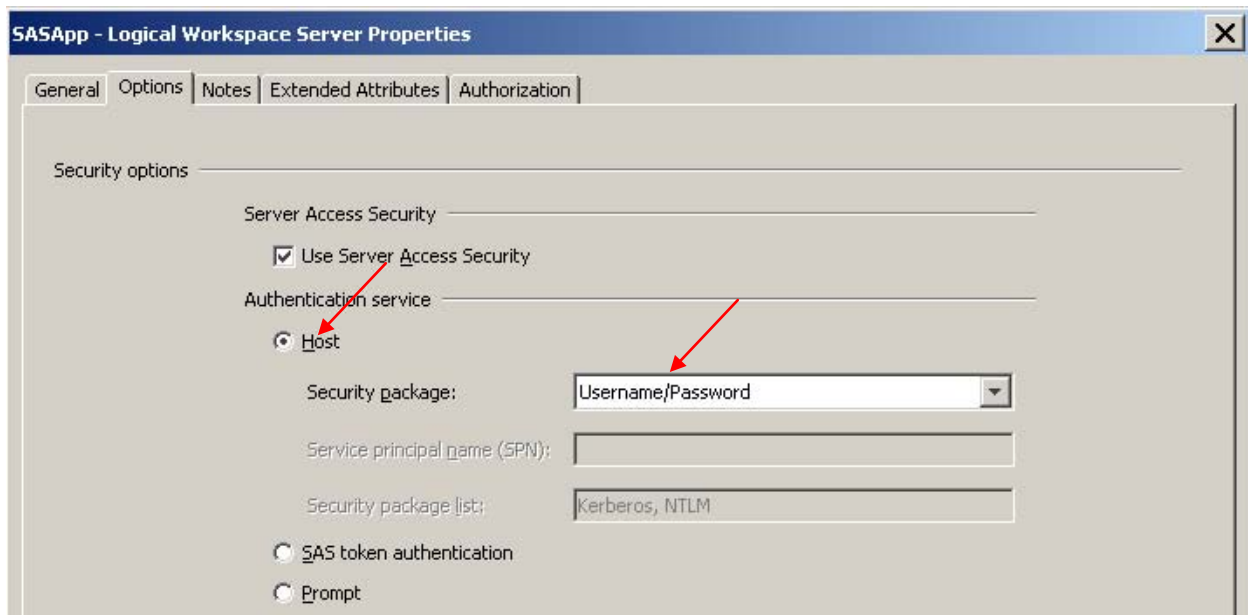 SASApp - Logical Workspace Server Properties
General Options Notes Extended Attributes Authorization
Security options
Server Access Security
Use Server Access Security
Authentication service
Host
Security package: Username/Password
Service principal name (SPN):
Security package list: Kerberos, NTLM
SAS token authentication
Prompt